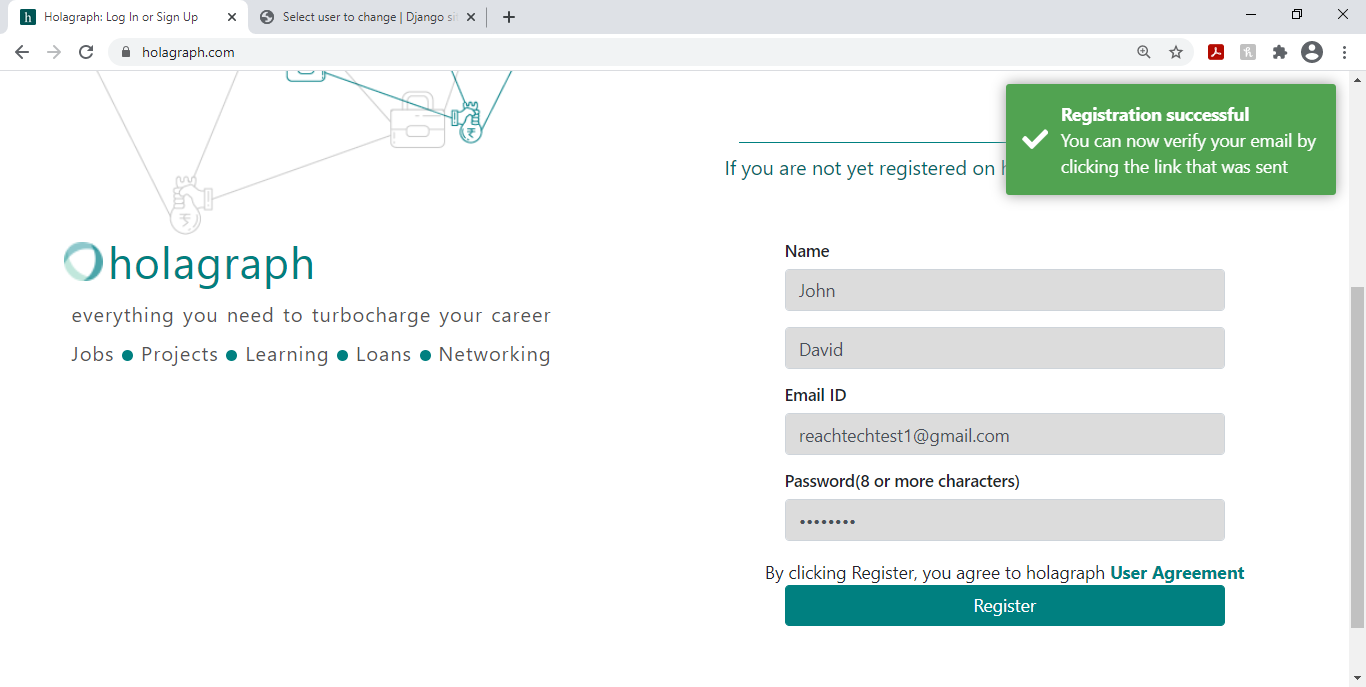 Holagraph: Log In or Sign Up
Select user to change | Django si
holagraph.com
Registration successful
You can now verify your email by
clicking the link that was sent
If you are not yet registered on
holagraph
everything you need to turbocharge your career
Jobs ● Projects ● Learning ● Loans ● Networking
Name
John
David
Email ID
reachtechtest1@gmail.com
Password(8 or more characters)
••••••••
By clicking Register, you agree to holagraph User Agreement
Register